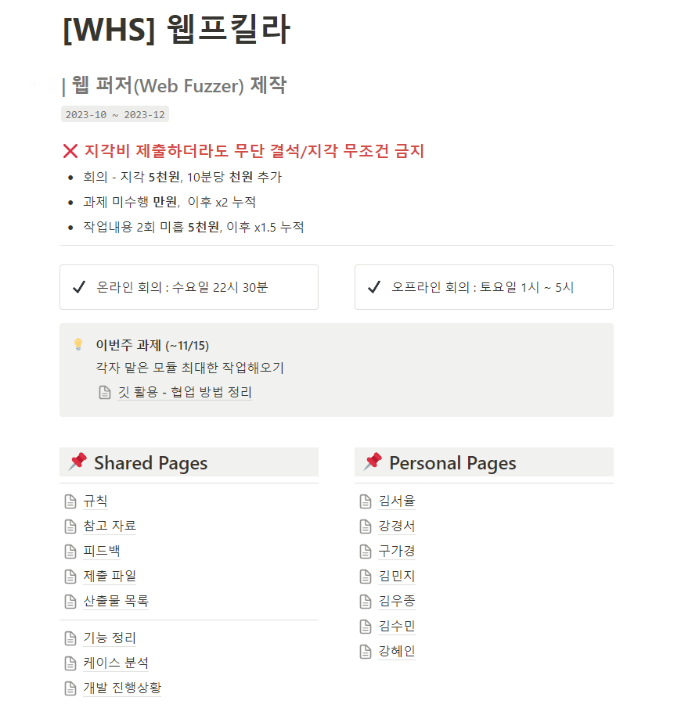 [WHS] 웹프킬라
| 웹 퍼저(Web Fuzzer) 제작
2023-10 ~ 2023-12
❌ 지각비 제출하더라도 무단 결석/지각 무조건 금지
• 회의 - 지각 5천원, 10분당 천원 추가
• 과제 미수행 만원, 이후 x2 누적
• 작업내용 2회 미흡 5천원, 이후 x1.5 누적
✔ 온라인 회의 : 수요일 22시 30분
✔ 오프라인 회의 : 토요일 1시 ~ 5시
이번주 과제 (~11/15)
각자 맡은 모듈 최대한 작업해오기
깃 활용 - 협업 방법 정리
Shared Pages
규칙
참고 자료
피드백
제출 파일
산출물 목록
기능 정리
케이스 분석
개발 진행상황
Personal Pages
김서율
강경서
구가경
김민지
김우종
김수민
강혜인